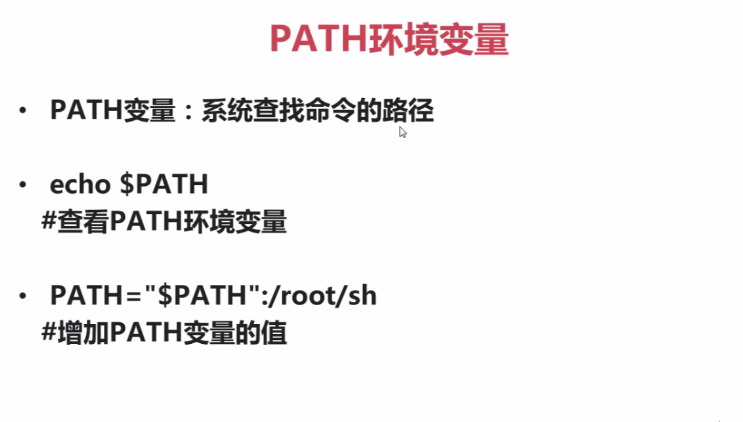 PATH环境变量
• PATH变量：系统查找命令的路径
• echo $PATH
#查看PATH环境变量
• PATH="$PATH":/root/sh
#增加PATH变量的值